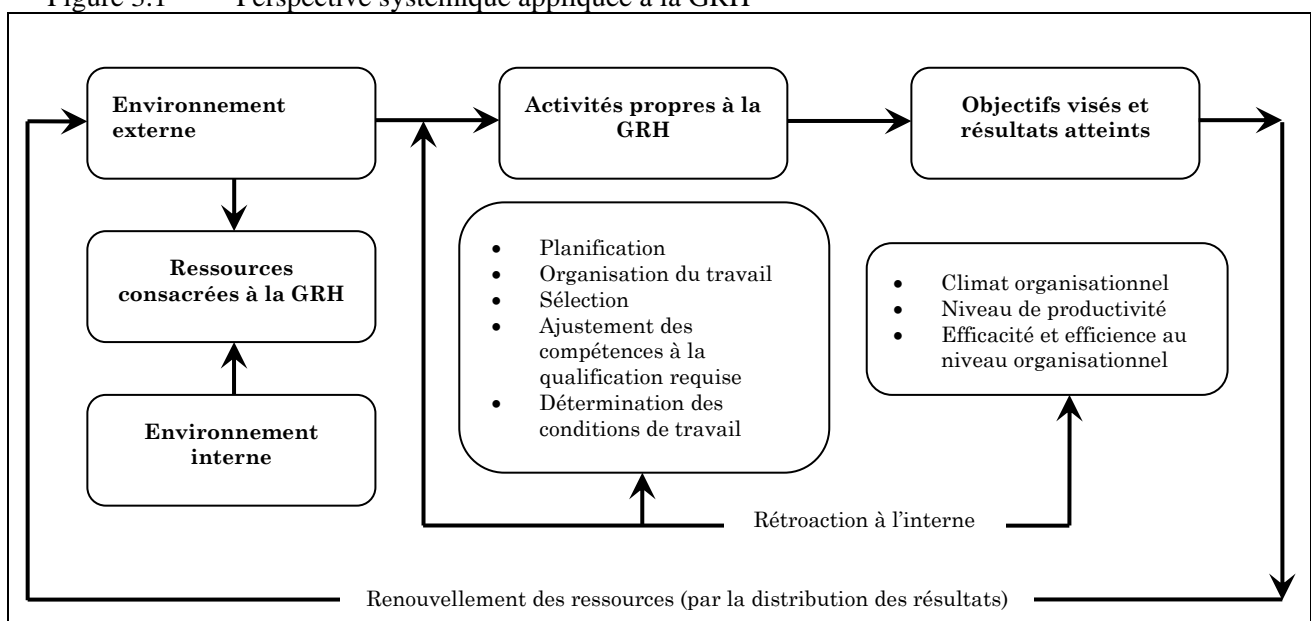 Figure 3.1 Perspective systémique appliquée à la GRH
Environnement
externe
Ressources
consacrées à la GRH
Environnement
interne
Activités propres à la
GRH
• Planification
• Organisation du travail
• Sélection
• Ajustement des
compétences à la
qualification requise
• Détermination des
conditions de travail
Objectifs visés et
résultats atteints
• Climat organisationnel
• Niveau de productivité
• Efficacité et efficience au
niveau organisationnel
Rétroaction à l’interne
Renouvellement des ressources (par la distribution des résultats)